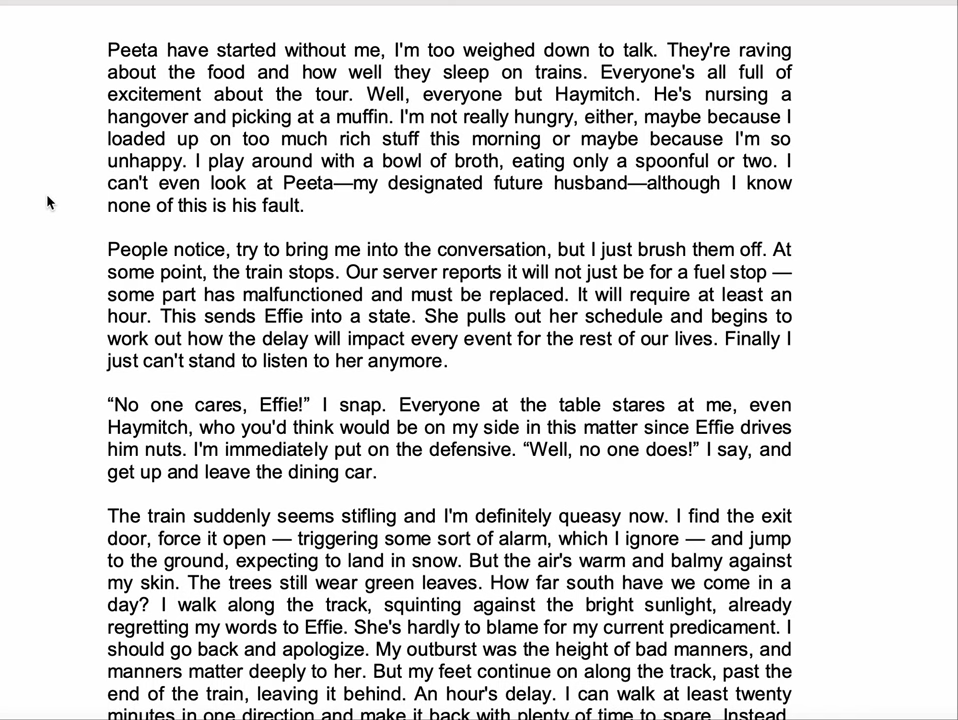 Peeta have started without me, I'm too weighed down to talk. They're raving
about the food and how well they sleep on trains. Everyone's all full of
excitement about the tour. Well, everyone but Haymitch. He's nursing a
hangover and picking at a muffin. I'm not really hungry, either, maybe because I
loaded up on too much rich stuff this morning or maybe because I'm so
unhappy. I play around with a bowl of broth, eating only a spoonful or two. I
can't even look at Peeta—my designated future husband—although I know
none of this is his fault.
People notice, try to bring me into the conversation, but I just brush them off. At
some point, the train stops. Our server reports it will not just be for a fuel stop —
some part has malfunctioned and must be replaced. It will require at least an
hour. This sends Effie into a state. She pulls out her schedule and begins to
work out how the delay will impact every event for the rest of our lives. Finally I
just can't stand to listen to her anymore.
“No one cares, Effie!” I snap. Everyone at the table stares at me, even
Haymitch, who you'd think would be on my side in this matter since Effie drives
him nuts. I'm immediately put on the defensive. “Well, no one does!” I say, and
get up and leave the dining car.
The train suddenly seems stifling and I'm definitely queasy now. I find the exit
door, force it open — triggering some sort of alarm, which I ignore — and jump
to the ground, expecting to land in snow. But the air's warm and balmy against
my skin. The trees still wear green leaves. How far south have we come in a
day? I walk along the track, squinting against the bright sunlight, already
regretting my words to Effie. She's hardly to blame for my current predicament. I
should go back and apologize. My outburst was the height of bad manners, and
manners matter deeply to her. But my feet continue on along the track, past the
end of the train, leaving it behind. An hour's delay. I can walk at least twenty
minutes in one direction and make it back with plenty of time to spare. Instead,